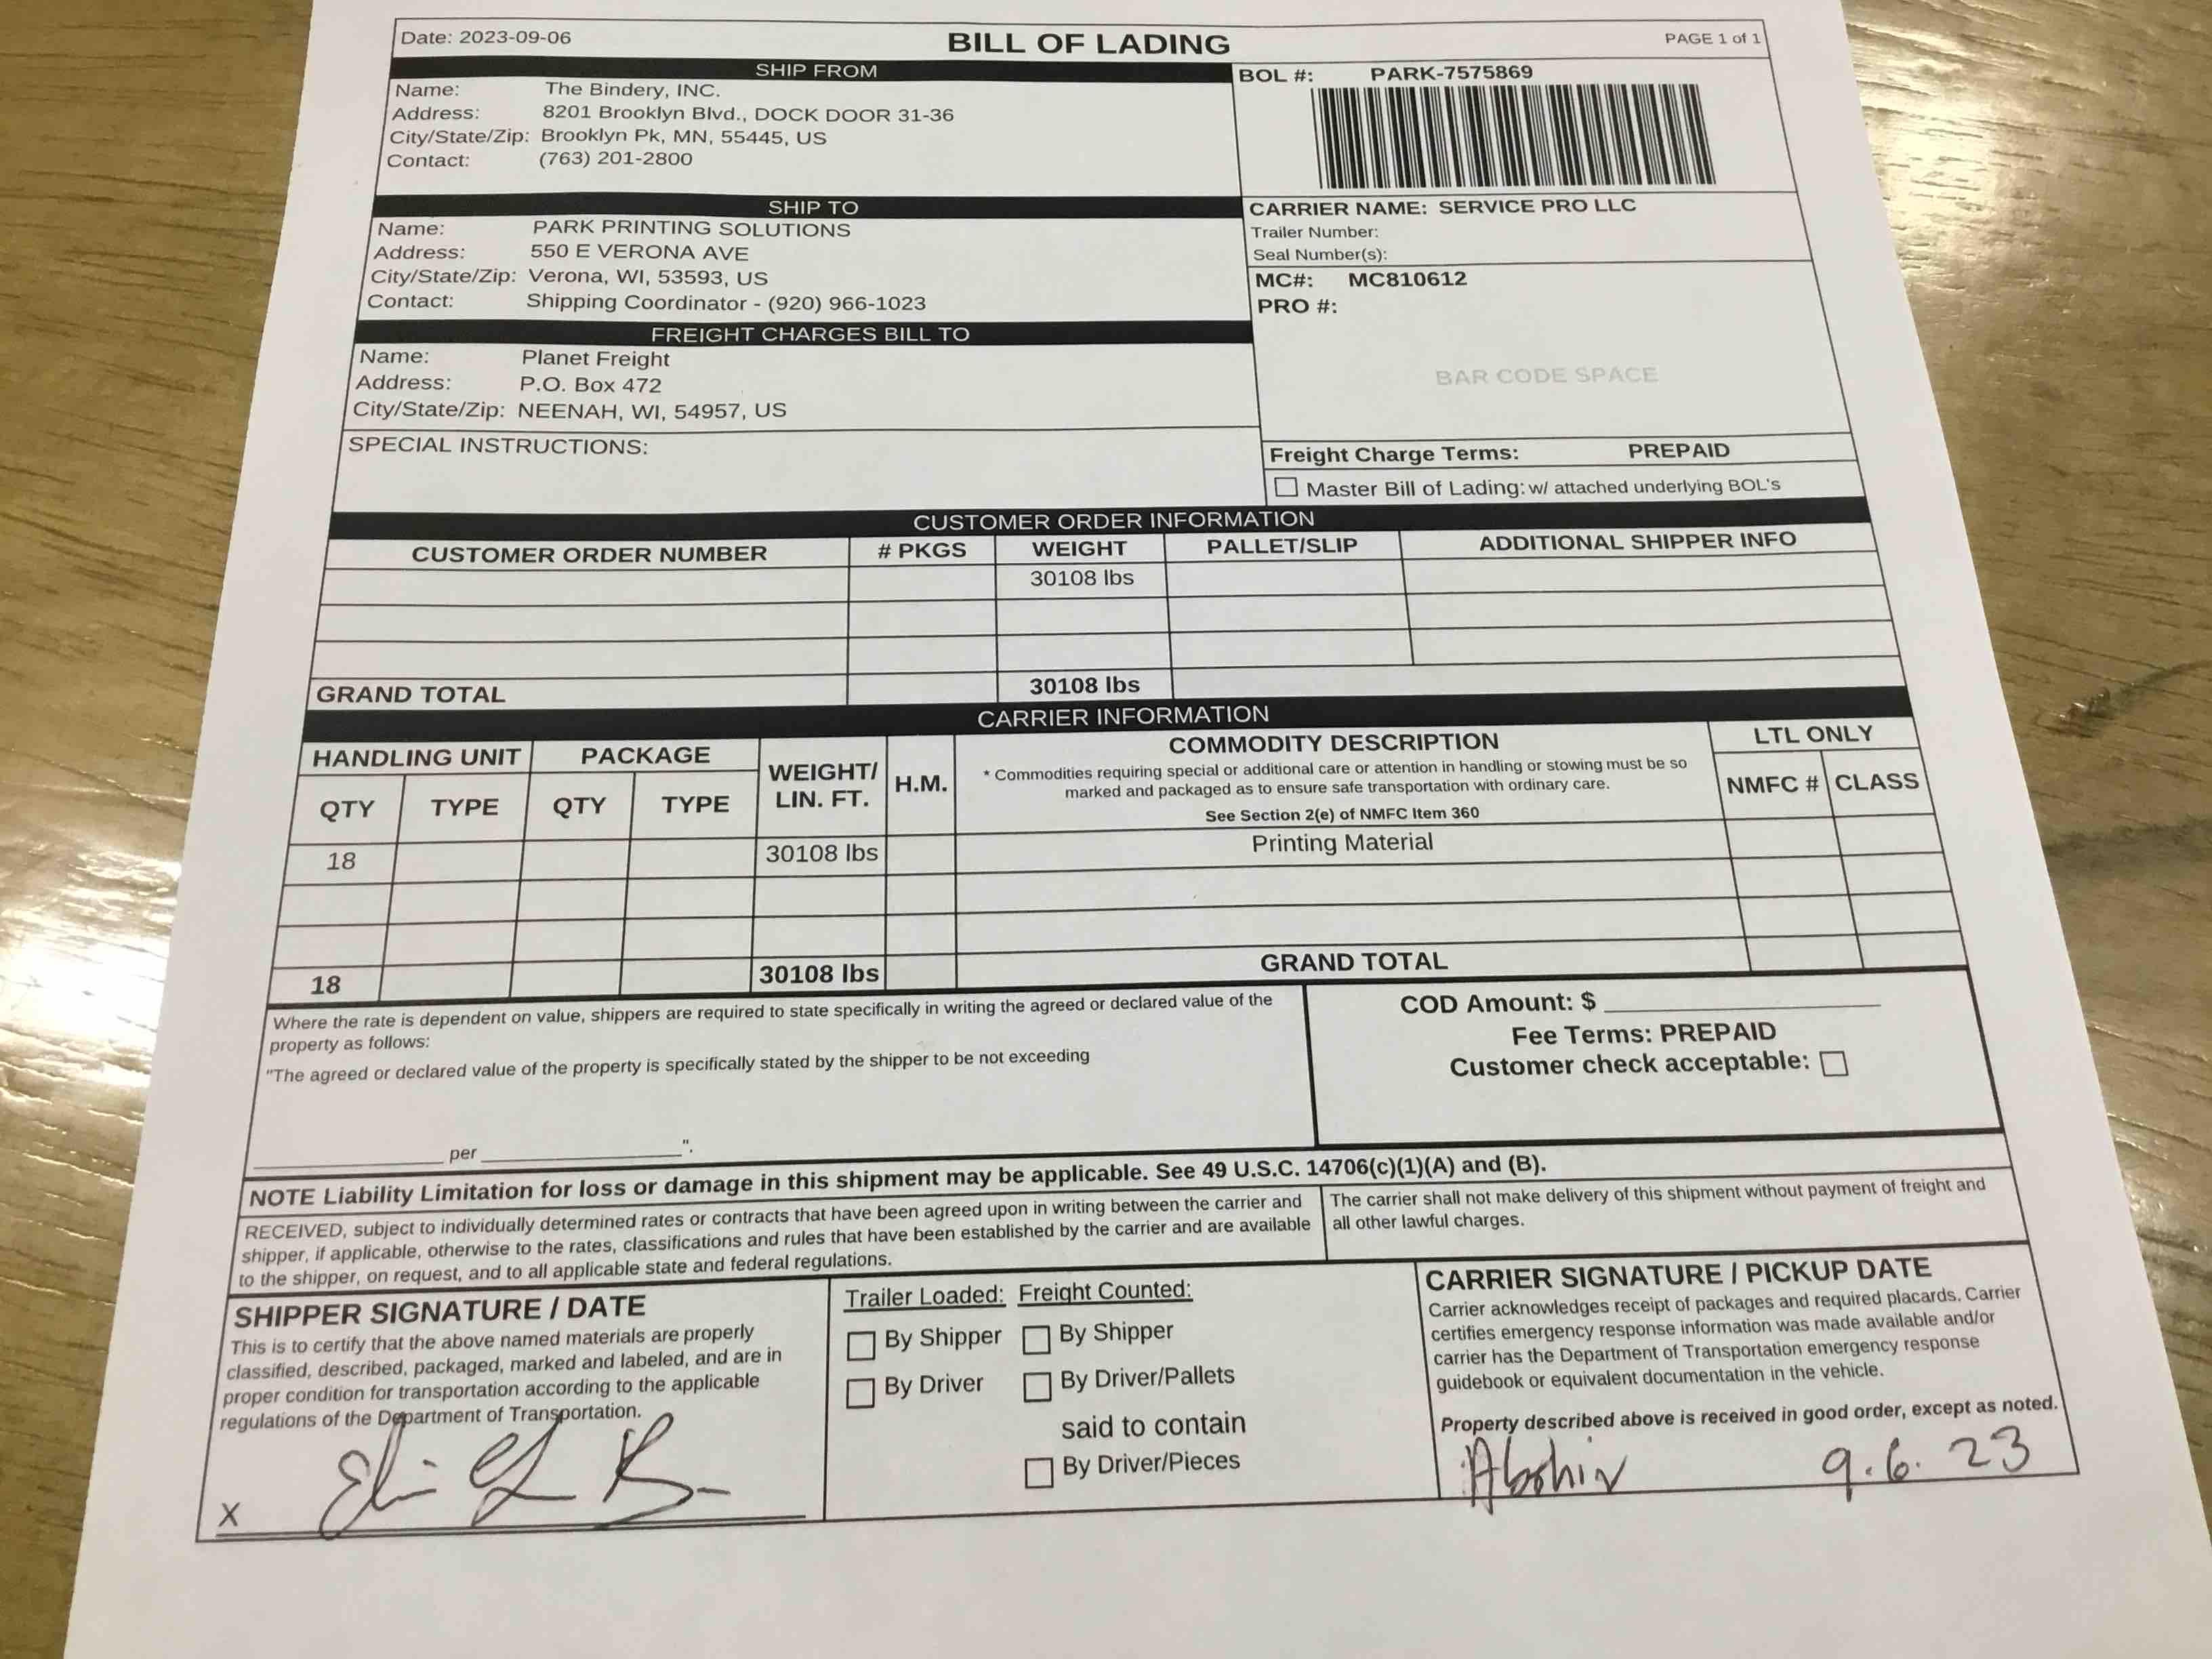 Date: 2023-09-06
BILL OF LADING
PAGE 1 of 1
SHIP FROM
Name: The Bindery, INC.
Address: 8201 Brooklyn Blvd., DOCK DOOR 31-36
City/State/Zip: Brooklyn Pk, MN, 55445, US
Contact: (763) 201-2800
BOL #: PARK-7575869
SHIP TO
Name: PARK PRINTING SOLUTIONS
Address: 550 E VERONA AVE
City/State/Zip: Verona, WI, 53593, US
Contact: Shipping Coordinator - (920) 966-1023
CARRIER NAME: SERVICE PRO LLC
Trailer Number:
Seal Number(s):
MC#: MC810612
PRO #:
BAR CODE SPACE
FREIGHT CHARGES BILL TO
Name: Planet Freight
Address: P.O. Box 472
City/State/Zip: NEENAH, WI, 54957, US
SPECIAL INSTRUCTIONS:
Freight Charge Terms: PREPAID
Master Bill of Lading: w/ attached underlying BOL's
CUSTOMER ORDER INFORMATION
CUSTOMER ORDER NUMBER # PKGS WEIGHT PALLET/SLIP ADDITIONAL SHIPPER INFO
30108 lbs
GRAND TOTAL 30108 lbs
CARRIER INFORMATION
HANDLING UNIT PACKAGE WEIGHT/ LIN. FT. H.M. COMMODITY DESCRIPTION LTL ONLY
* Commodities requiring special or additional care or attention in handling or stowing must be so
marked and packaged as to ensure safe transportation with ordinary care.
See Section 2(e) of NMFC Item 360
QTY TYPE QTY TYPE NMFC # CLASS
18 30108 lbs Printing Material
18 30108 lbs GRAND TOTAL
Where the rate is dependent on value, shippers are required to state specifically in writing the agreed or declared value of the
property as follows:
"The agreed or declared value of the property is specifically stated by the shipper to be not exceeding
per ".
COD Amount: $
Fee Terms: PREPAID
Customer check acceptable:
NOTE Liability Limitation for loss or damage in this shipment may be applicable. See 49 U.S.C. 14706(c)(1)(A) and (B).
RECEIVED, subject to individually determined rates or contracts that have been agreed upon in writing between the carrier and
shipper, if applicable, otherwise to the rates, classifications and rules that have been established by the carrier and are available
to the shipper, on request, and to all applicable state and federal regulations.
The carrier shall not make delivery of this shipment without payment of freight and
all other lawful charges.
SHIPPER SIGNATURE / DATE
This is to certify that the above named materials are properly
classified, described, packaged, marked and labeled, and are in
proper condition for transportation according to the applicable
regulations of the Department of Transportation.
X
Trailer Loaded: Freight Counted:
By Shipper By Shipper
By Driver By Driver/Pallets
said to contain
By Driver/Pieces
CARRIER SIGNATURE / PICKUP DATE
Carrier acknowledges receipt of packages and required placards. Carrier
certifies emergency response information was made available and/or
carrier has the Department of Transportation emergency response
guidebook or equivalent documentation in the vehicle.
Property described above is received in good order, except as noted.
9.6.23